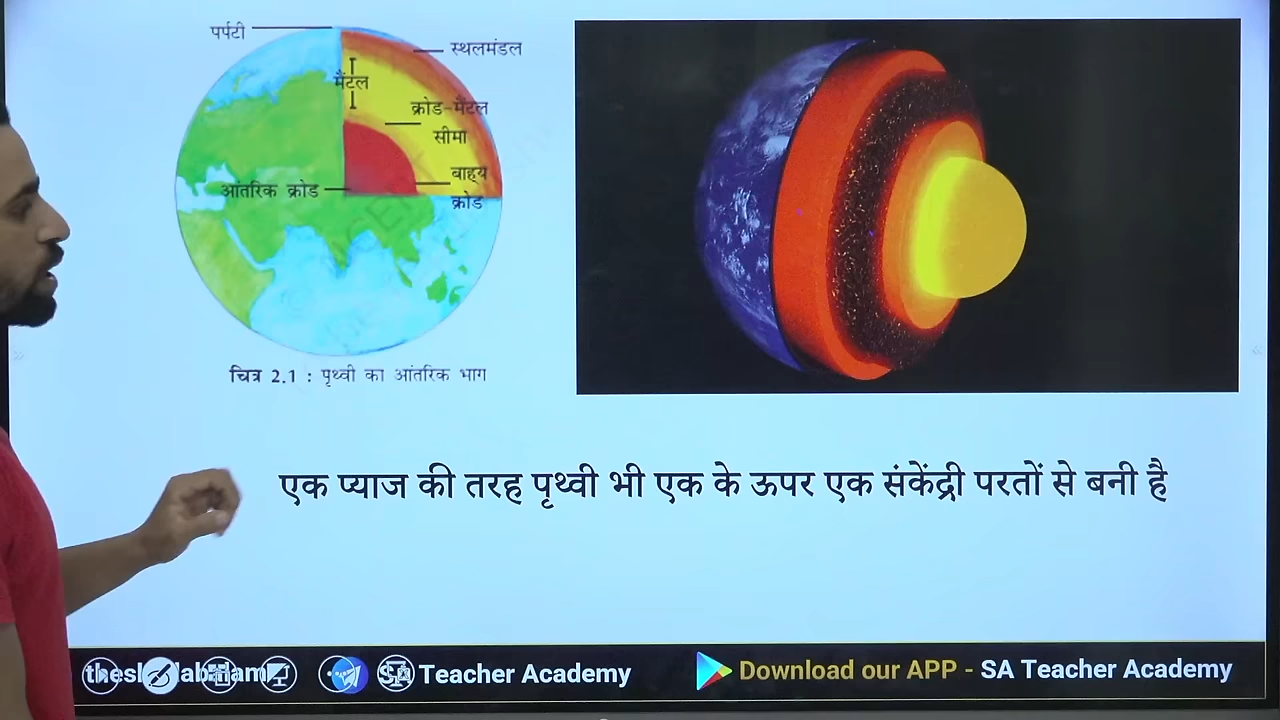 पर्पटी
स्थलमंडल
मैंटल
क्रोड-मैंटल
सीमा
बाह्य
क्रोड
आंतरिक क्रोड
चित्र 2.1 : पृथ्वी का आंतरिक भाग
एक प्याज की तरह पृथ्वी भी एक के ऊपर एक संकेंद्री परतों से बनी है
SA Teacher Academy
Download our APP - SA Teacher Academy